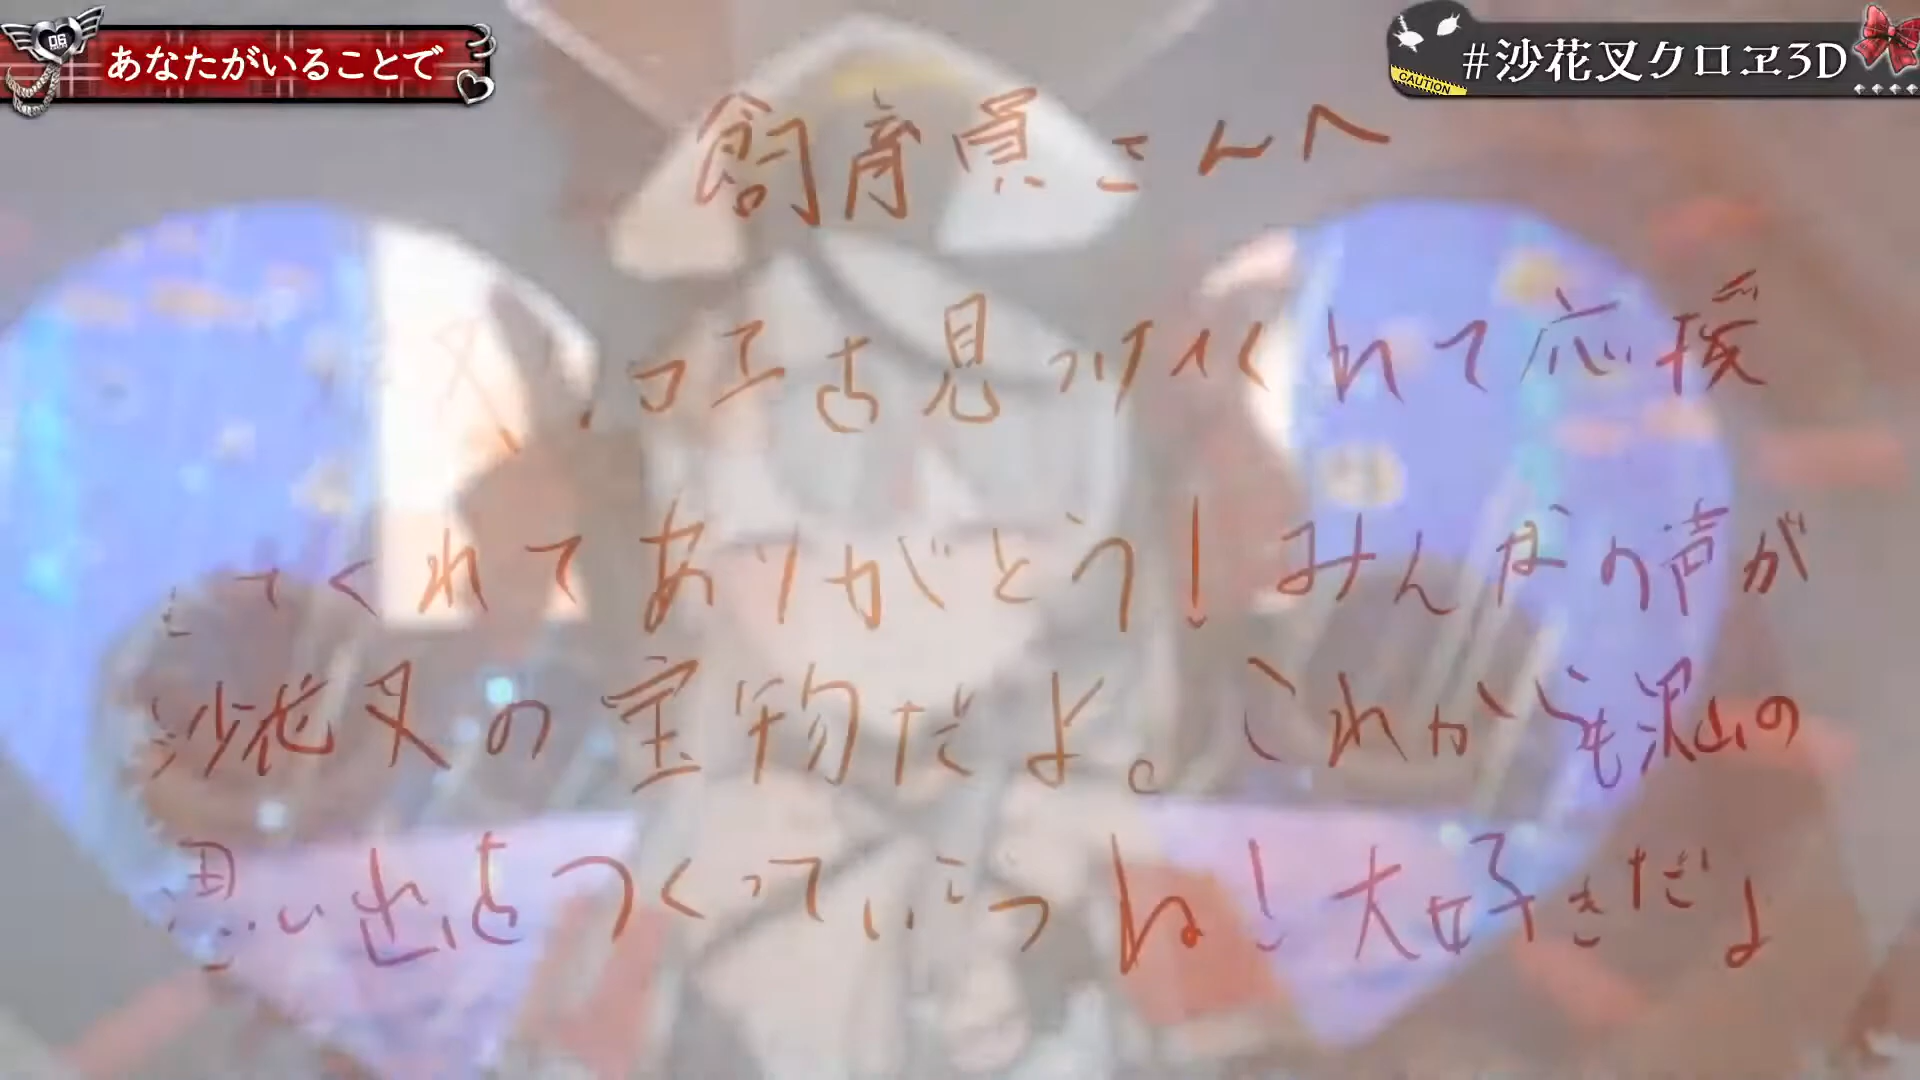 06
あなたがいることで
CAUTION
#沙花叉クロヱ3D
飼育員さんへ
クロヱを見つけてくれて応援
してくれてありがとう!みんなの声が
沙花叉の宝物だよ。これからも沢山の
思い出をつくっていこうね!大好きだよ